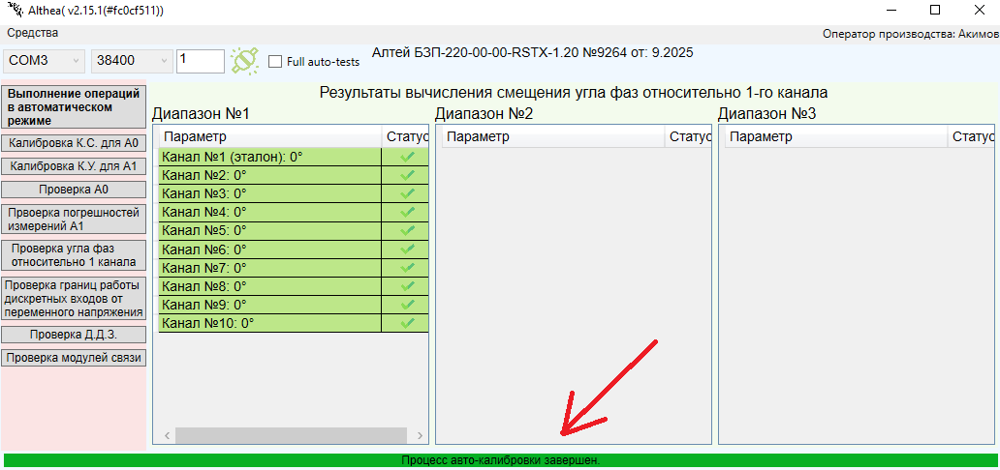 Althea( v2.15.1(#fc0cf511))
Средства
Оператор производства: Акимов
COM3
38400
1
Full auto-tests
Алтей БЗП-220-00-00-RSTX-1.20 №9264 от: 9.2025
Выполнение операций
в автоматическом
режиме
Калибровка К.С. для А0
Калибровка К.У. для А1
Проверка А0
Првоерка погрешностей
измерений А1
Проверка угла фаз
относительно 1 канала
Проверка границ работы
дискретных входов от
переменного напряжения
Проверка Д.Д.З.
Проверка модулей связи
Результаты вычисления смещения угла фаз относительно 1-го канала
Диапазон №1
Параметр Статус
Канал №1 (эталон): 0°
Канал №2: 0°
Канал №3: 0°
Канал №4: 0°
Канал №5: 0°
Канал №6: 0°
Канал №7: 0°
Канал №8: 0°
Канал №9: 0°
Канал №10: 0°
Диапазон №2
Параметр Статус
Диапазон №3
Параметр Статус
Процесс авто-калибровки завершен.